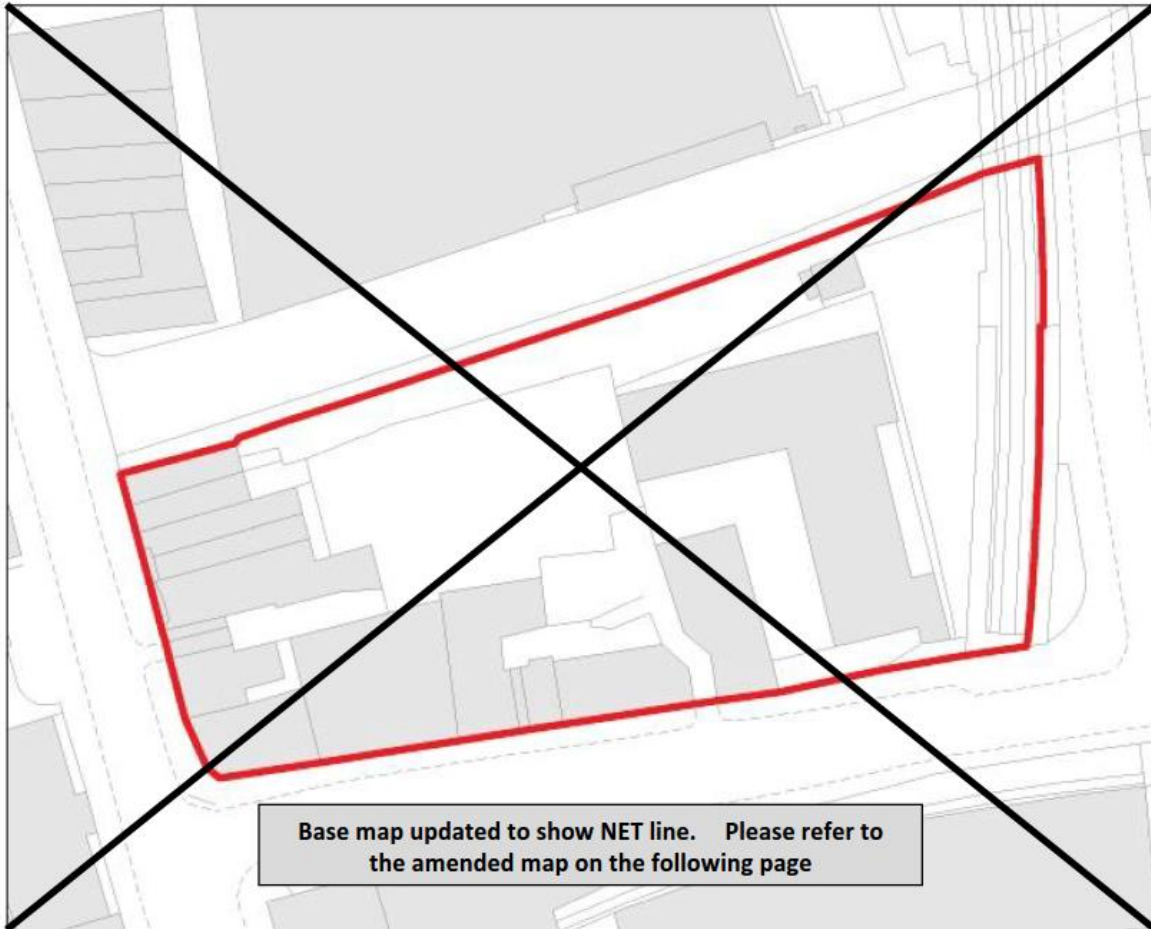 Base map updated to show NET line. Please refer to
the amended map on the following page